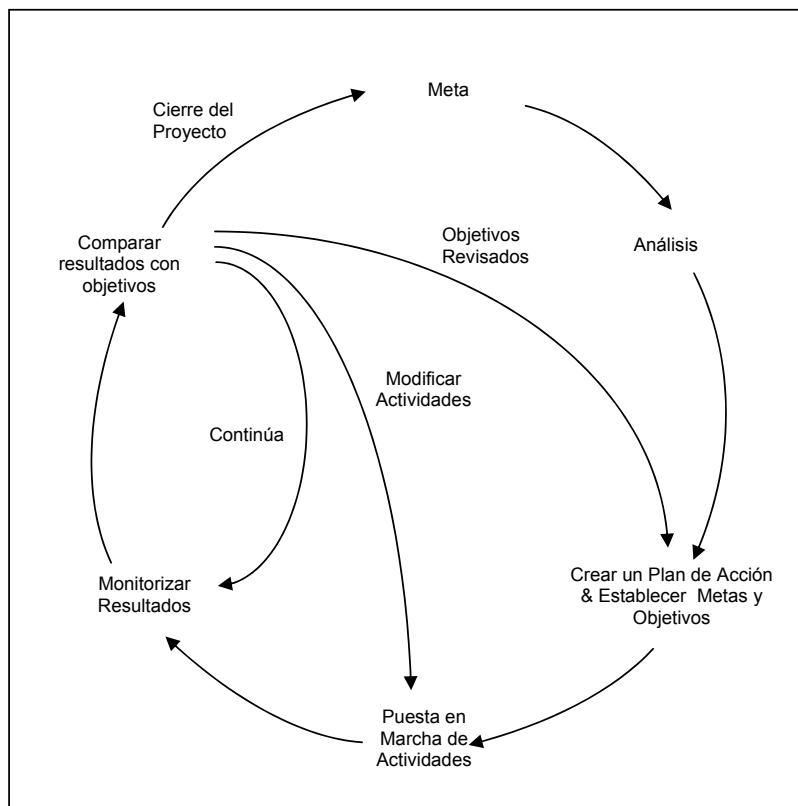 Meta
Cierre del
Proyecto
Comparar
resultados con
objetivos
Objetivos
Revisados
Análisis
Modificar
Actividades
Continúa
Monitorizar
Resultados
Crear un Plan de Acción
& Establecer Metas y
Objetivos
Puesta en
Marcha de
Actividades